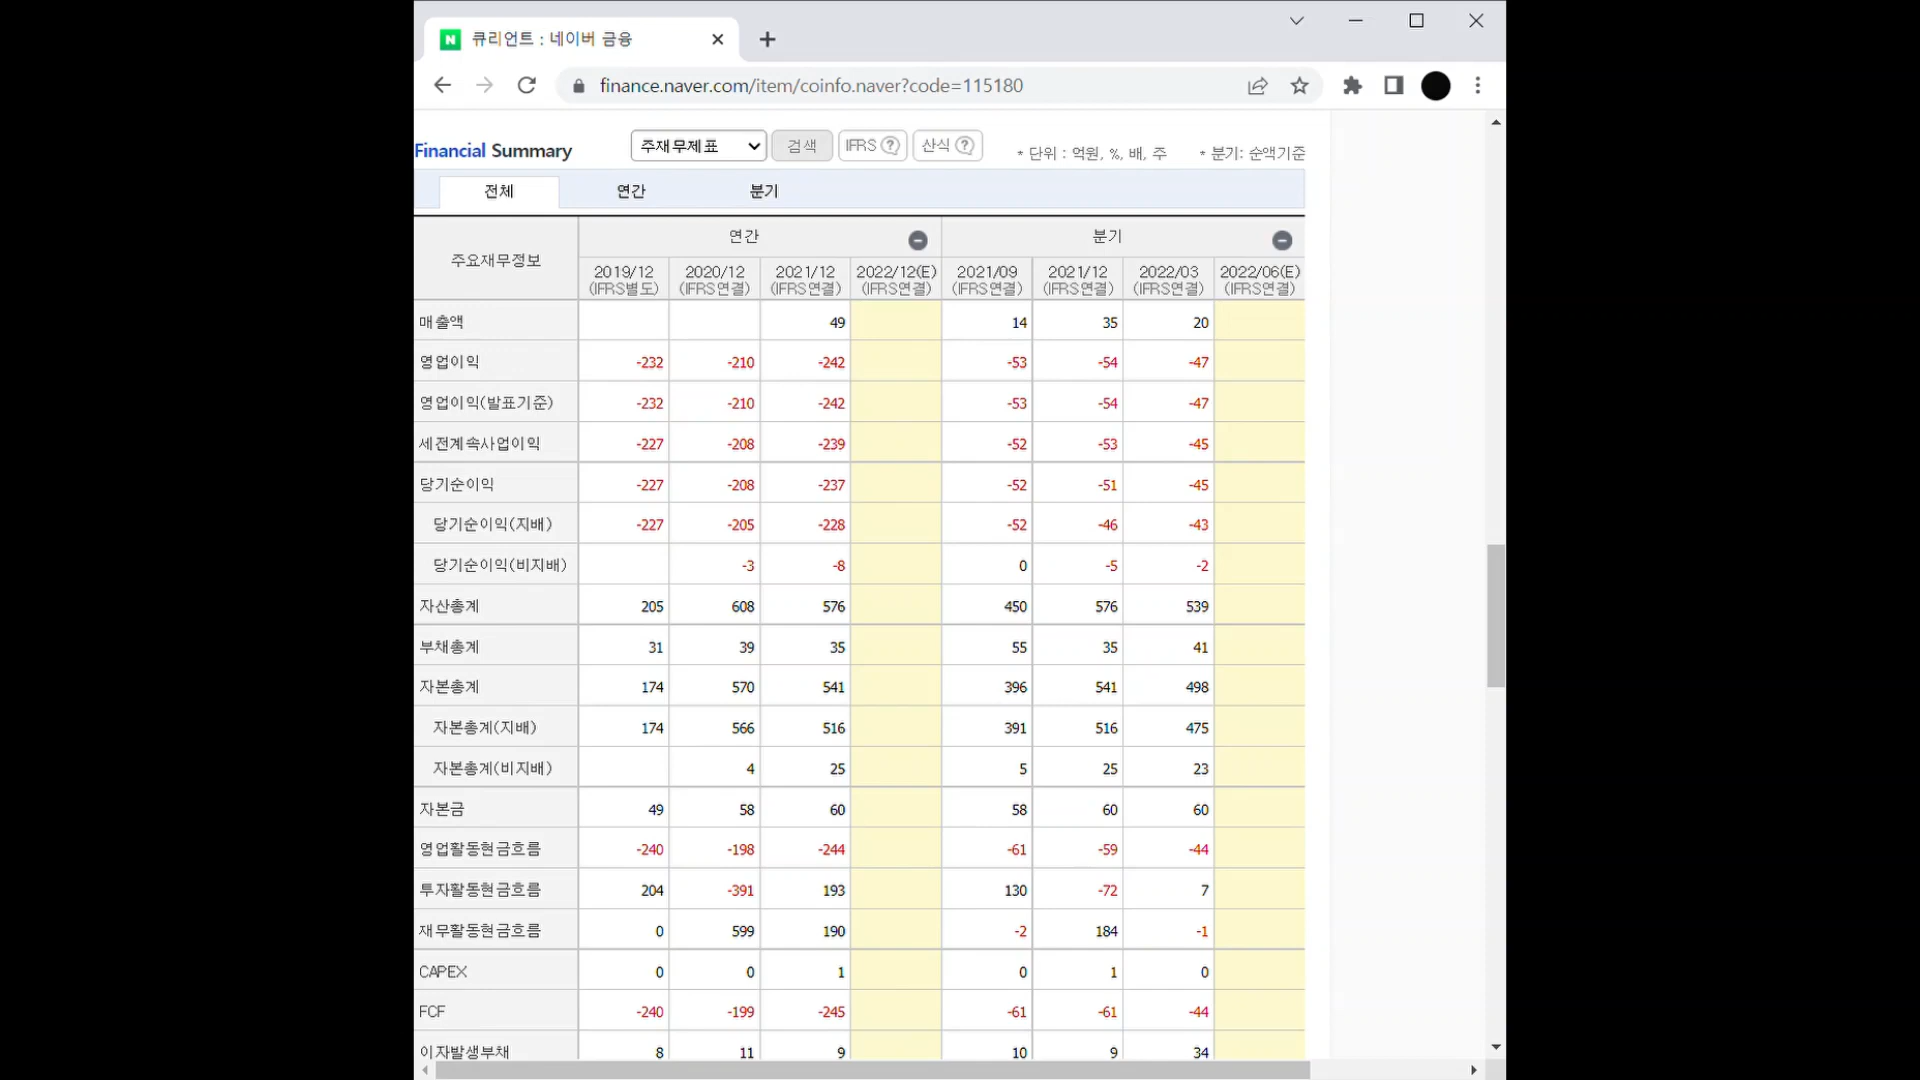 큐리언트 : 네이버 금융
finance.naver.com/item/coinfo.naver?code=115180
Financial Summary 주재무제표 검색 IFRS ? 산식 ? * 단위 : 억원, %, 배, 주 * 분기: 순액기준
전체 연간 분기
주요재무정보 연간 분기
2019/12 2020/12 2021/12 2022/12(E) 2021/09 2021/12 2022/03 2022/06(E)
(IFRS별도) (IFRS연결) (IFRS연결) (IFRS연결) (IFRS연결) (IFRS연결) (IFRS연결) (IFRS연결)
매출액 49 14 35 20
영업이익 -232 -210 -242 -53 -54 -47
영업이익(발표기준) -232 -210 -242 -53 -54 -47
세전계속사업이익 -227 -208 -239 -52 -53 -45
당기순이익 -227 -208 -237 -52 -51 -45
당기순이익(지배) -227 -205 -228 -52 -46 -43
당기순이익(비지배) -3 -8 0 -5 -2
자산총계 205 608 576 450 576 539
부채총계 31 39 35 55 35 41
자본총계 174 570 541 396 541 498
자본총계(지배) 174 566 516 391 516 475
자본총계(비지배) 4 25 5 25 23
자본금 49 58 60 58 60 60
영업활동현금흐름 -240 -198 -244 -61 -59 -44
투자활동현금흐름 204 -391 193 130 -72 7
재무활동현금흐름 0 599 190 -2 184 -1
CAPEX 0 0 1 0 1 0
FCF -240 -199 -245 -61 -61 -44
이자발생부채 8 11 9 10 9 34